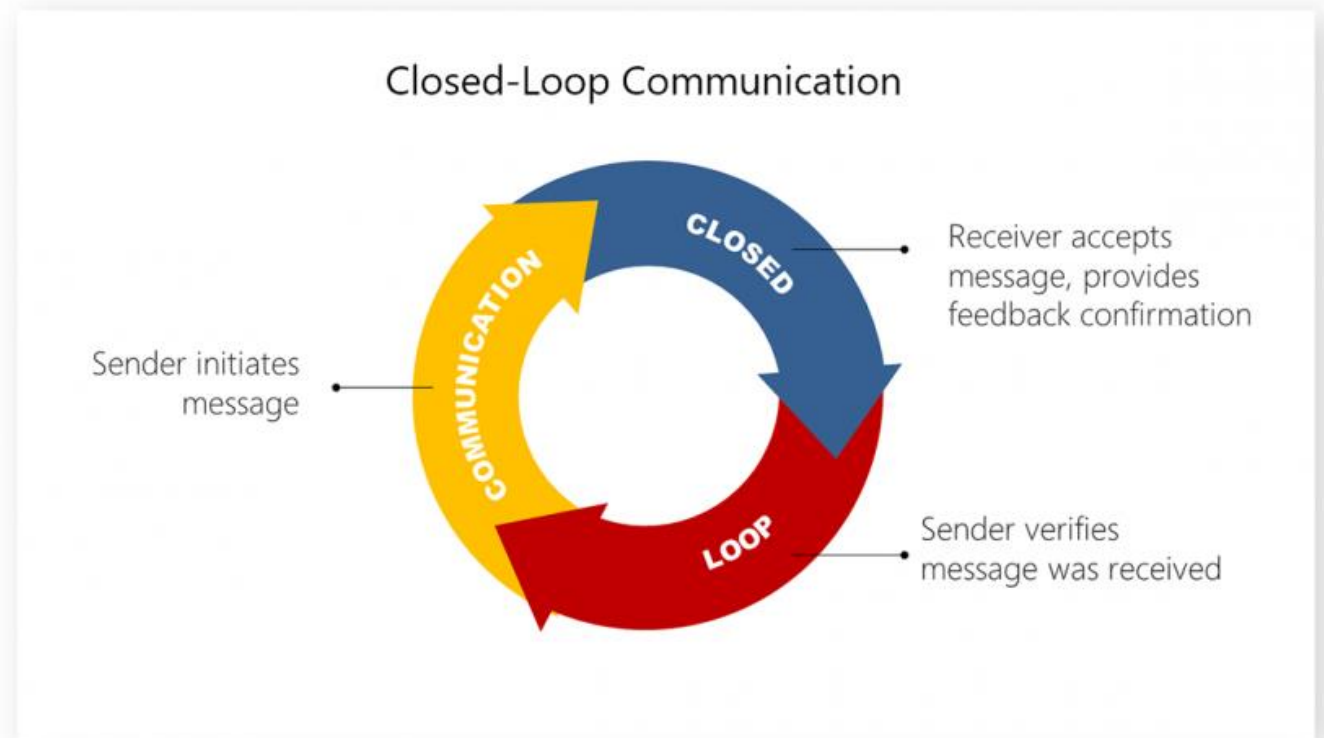 Closed-Loop Communication
CLOSED
Receiver accepts
message, provides
feedback confirmation
COMMUNICATION
Sender initiates
message
LOOP
Sender verifies
message was received